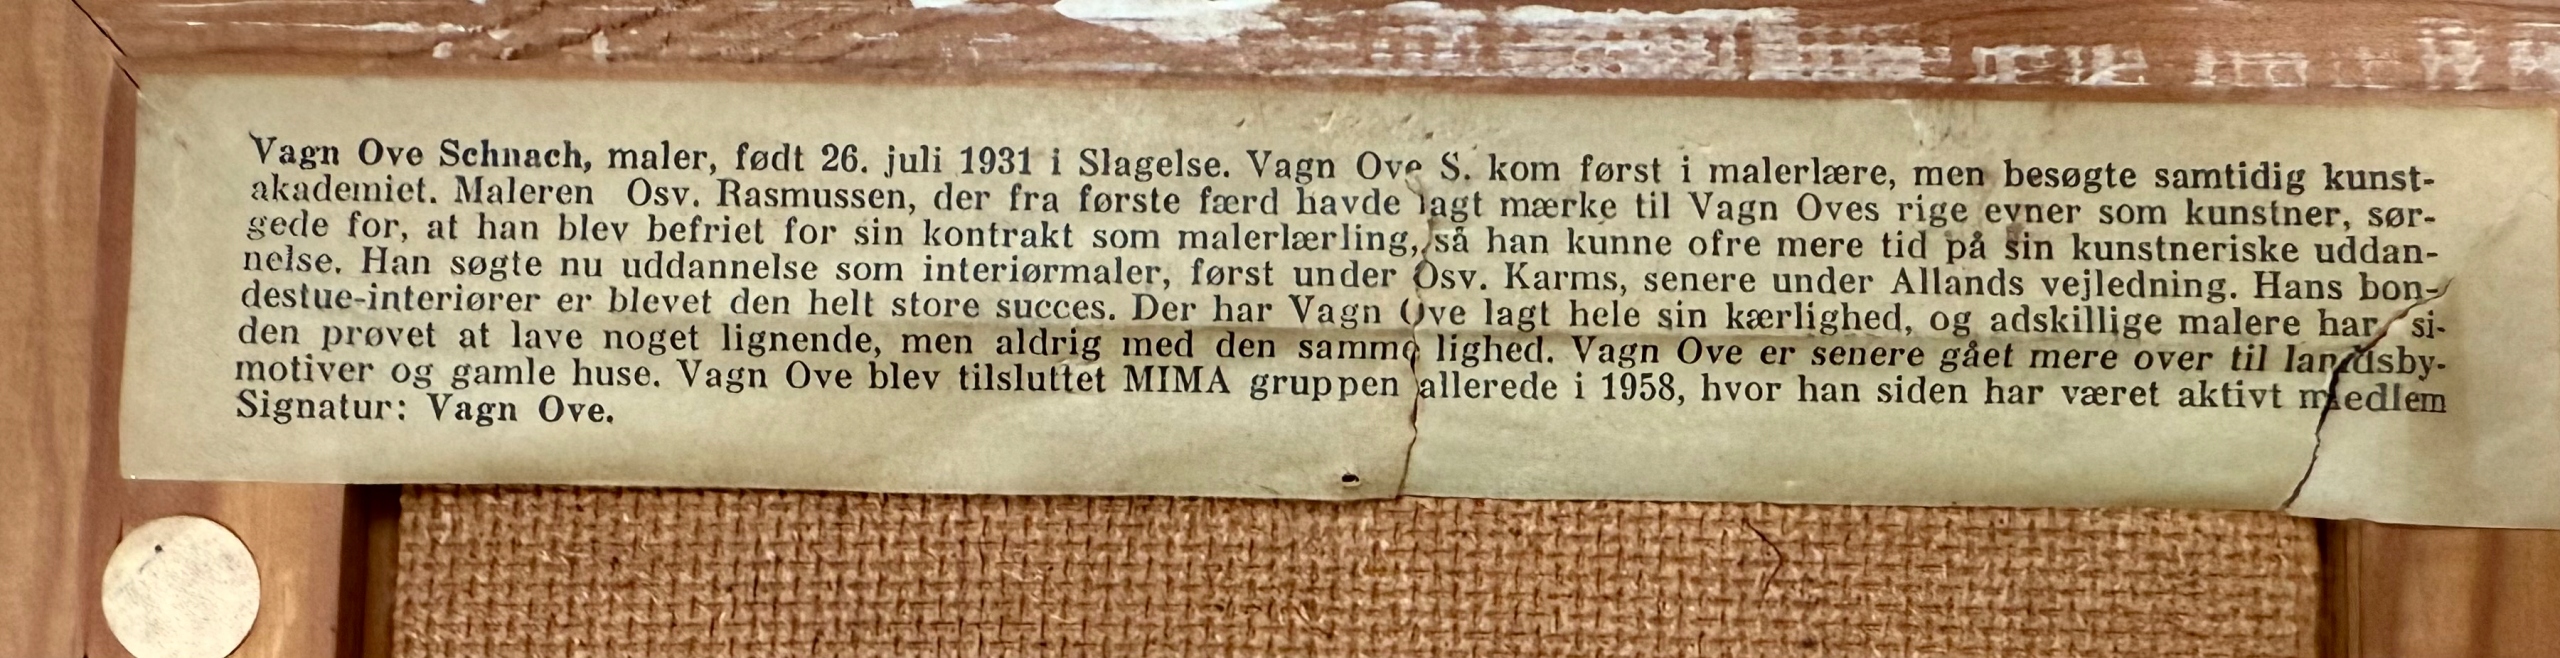 Vagn Ove Schnach, maler, født 26. juli 1931 i Slagelse. Vagn Ove S. kom først i malerlære, men besøgte samtidig kunst-
akademiet. Maleren Osv. Rasmussen, der fra første færd havde lagt mærke til Vagn Oves rige evner som kunstner, sør-
gede for, at han blev befriet for sin kontrakt som malerlærling, så han kunne ofre mere tid på sin kunstneriske uddan-
nelse. Han søgte nu uddannelse som interiørmaler, først under Osv. Karms, senere under Allands vejledning. Hans bon-
destue-interiører er blevet den helt store succes. Der har Vagn Ove lagt hele sin kærlighed, og adskillige malere har si-
den prøvet at lave noget lignende, men aldrig med den samme lighed. Vagn Ove er senere gået mere over til landsby-
motiver og gamle huse. Vagn Ove blev tilsluttet MIMA gruppen allerede i 1958, hvor han siden har været aktivt medlem
Signatur: Vagn Ove.